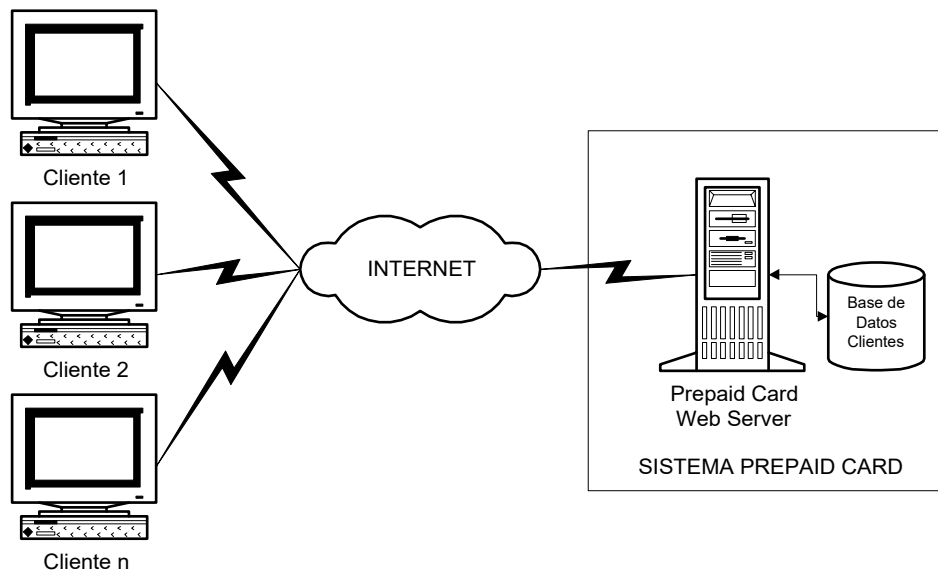 Cliente 1
Cliente 2
Cliente n
INTERNET
Base de
Datos
Clientes
Prepaid Card
Web Server
SISTEMA PREPAID CARD